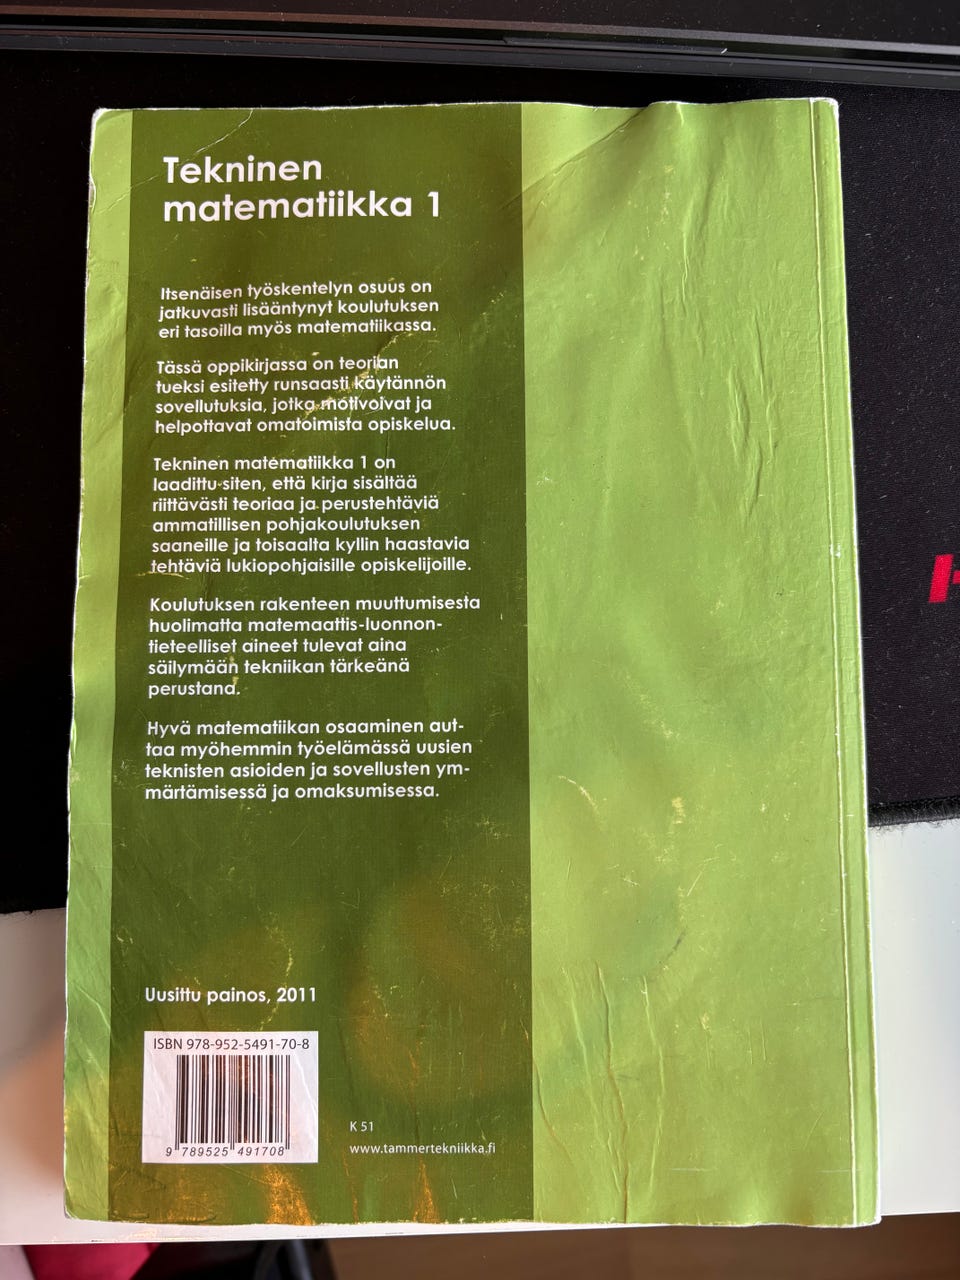 Tekninen
matematiikka 1
Itsenäisen työskentelyn osuus on
jatkuvasti lisääntynyt koulutuksen
eri tasoilla myös matematiikassa.
Tässä oppikirjassa on teorian
tueksi esitetty runsaasti käytännön
sovellutuksia, jotka motivoivat ja
helpottavat omatoimista opiskelua.
Tekninen matematiikka 1 on
laadittu siten, että kirja sisältää
riittävästi teoriaa ja perustehtäviä
ammatillisen pohjakoulutuksen
saaneille ja toisaalta kyllin haastavia
tehtäviä lukiopohjaisille opiskelijoille.
Koulutuksen rakenteen muuttumisesta
huolimatta matemaattis-luonnon-
tieteelliset aineet tulevat aina
säilymään tekniikan tärkeänä
perustana.
Hyvä matematiikan osaaminen aut-
taa myöhemmin työelämässä uusien
teknisten asioiden ja sovellusten ym-
märtämisessä ja omaksumisessa.
Uusittu painos, 2011
ISBN 978-952-5491-70-8
9 789525 491708
K 51
www.tammertekniikka.fi